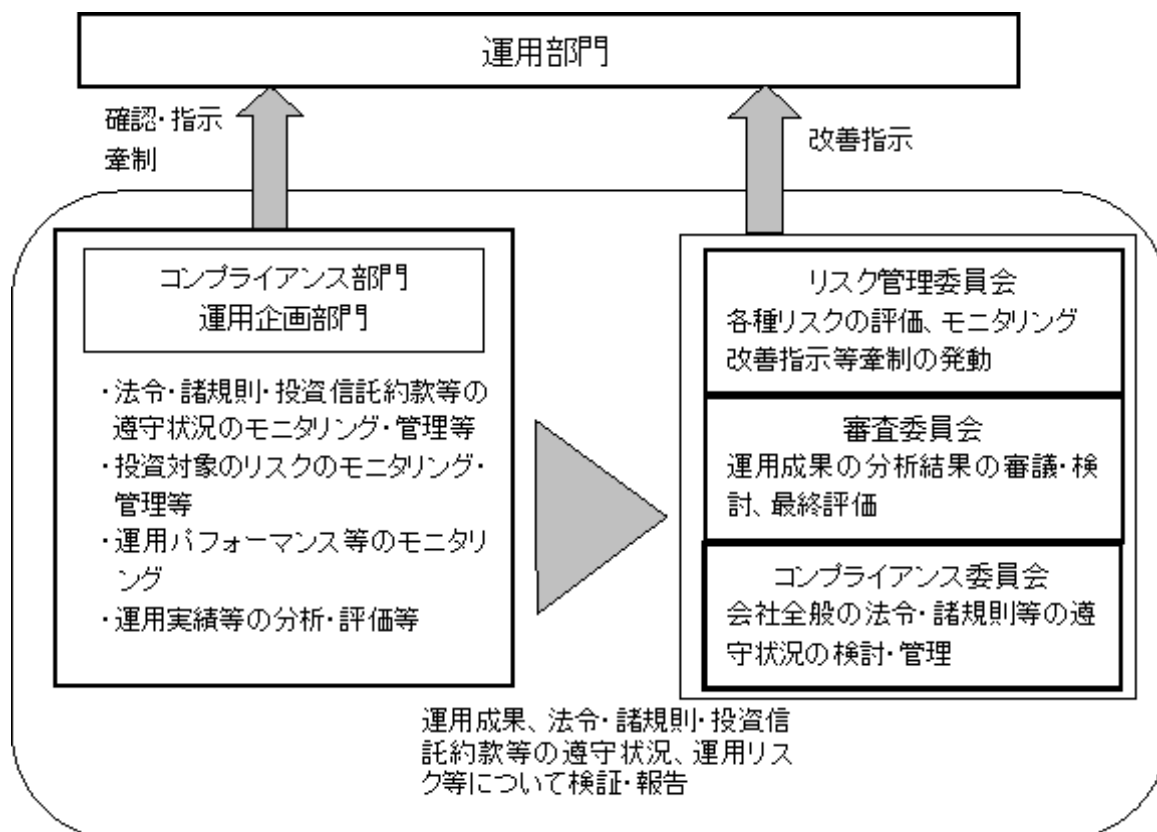 運用部門
確認・指示
牽制
改善指示
コンプライアンス部門
運用企画部門
・法令・諸規則・投資信託約款等の
遵守状況のモニタリング・管理等
・投資対象のリスクのモニタリング・
管理等
・運用パフォーマンス等のモニタリ
ング
・運用実績等の分析・評価等
リスク管理委員会
各種リスクの評価、モニタリング
改善指示等牽制の発動
審査委員会
運用成果の分析結果の審議・検
討、最終評価
コンプライアンス委員会
会社全般の法令・諸規則等の遵
守状況の検討・管理
運用成果、法令・諸規則・投資信
託約款等の遵守状況、運用リス
ク等について検証・報告